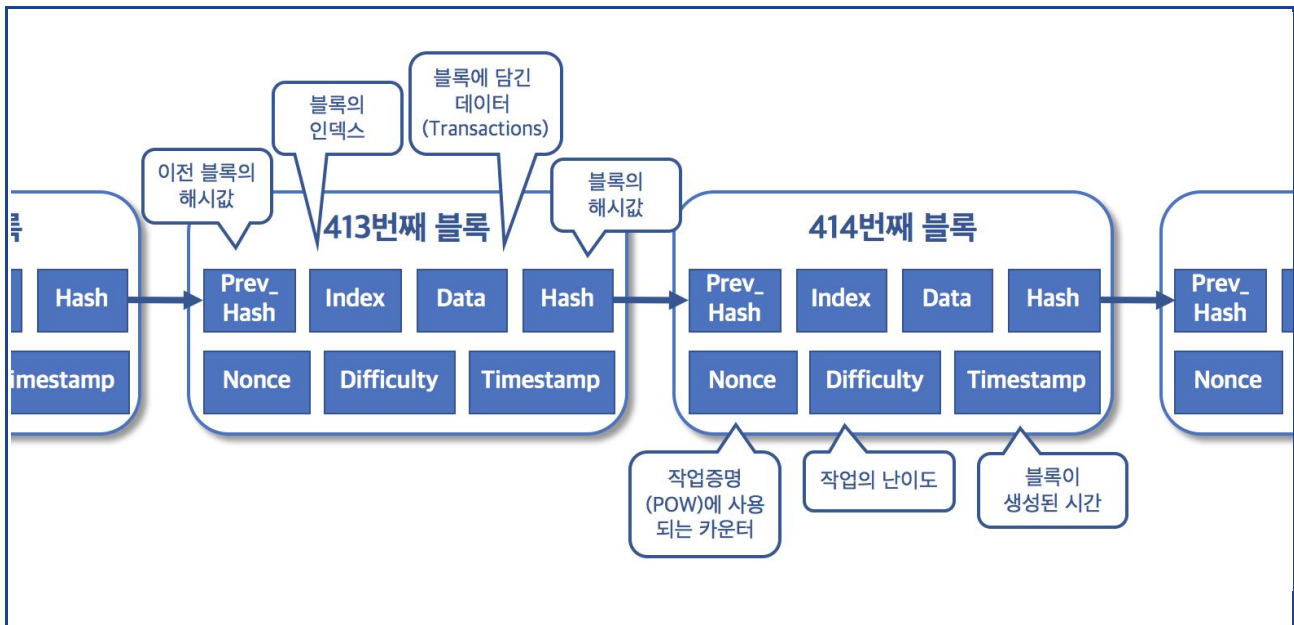 블록에 담긴
데이터
(Transactions)
블록의
인덱스
이전 블록의
해시값
블록의
해시값
록
413번째 블록
414번째 블록
Hash
Prev_
Hash
Index
Data
Hash
Prev_
Hash
Index
Data
Hash
Prev_
Hash
imestamp
Nonce
Difficulty
Timestamp
Nonce
Difficulty
Timestamp
Nonce
작업증명
(POW)에 사용
되는 카운터
작업의 난이도
블록이
생성된 시간